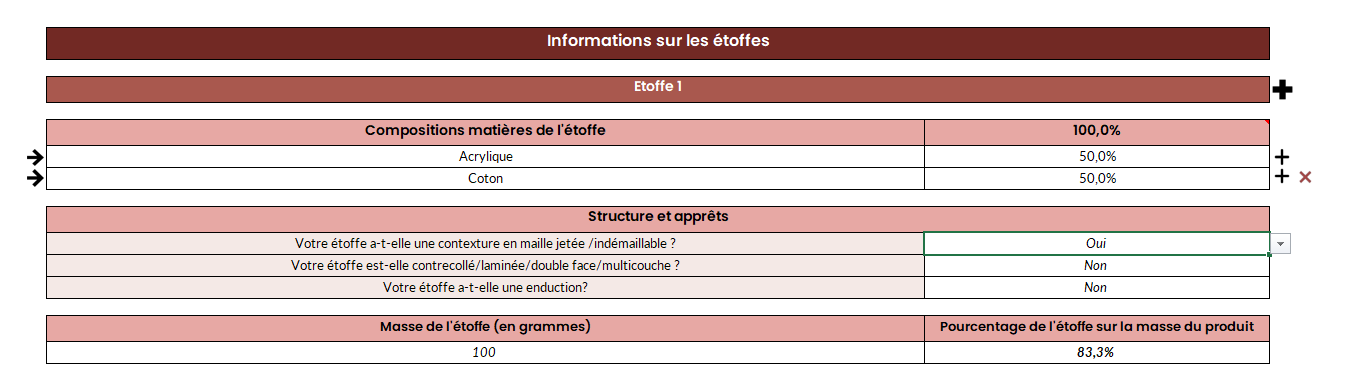 Informations sur les étoffes
Etoffe 1
Compositions matières de l'étoffe 100,0%
Acrylique 50,0%
Coton 50,0%
Structure et apprêts
Votre étoffe a-t-elle une contexture en maille jetée /indémaillable ? Oui
Votre étoffe est-elle contrecollé/laminée/double face/multicouche ? Non
Votre étoffe a-t-elle une enduction? Non
Masse de l'étoffe (en grammes) Pourcentage de l'étoffe sur la masse du produit
100 83,3%